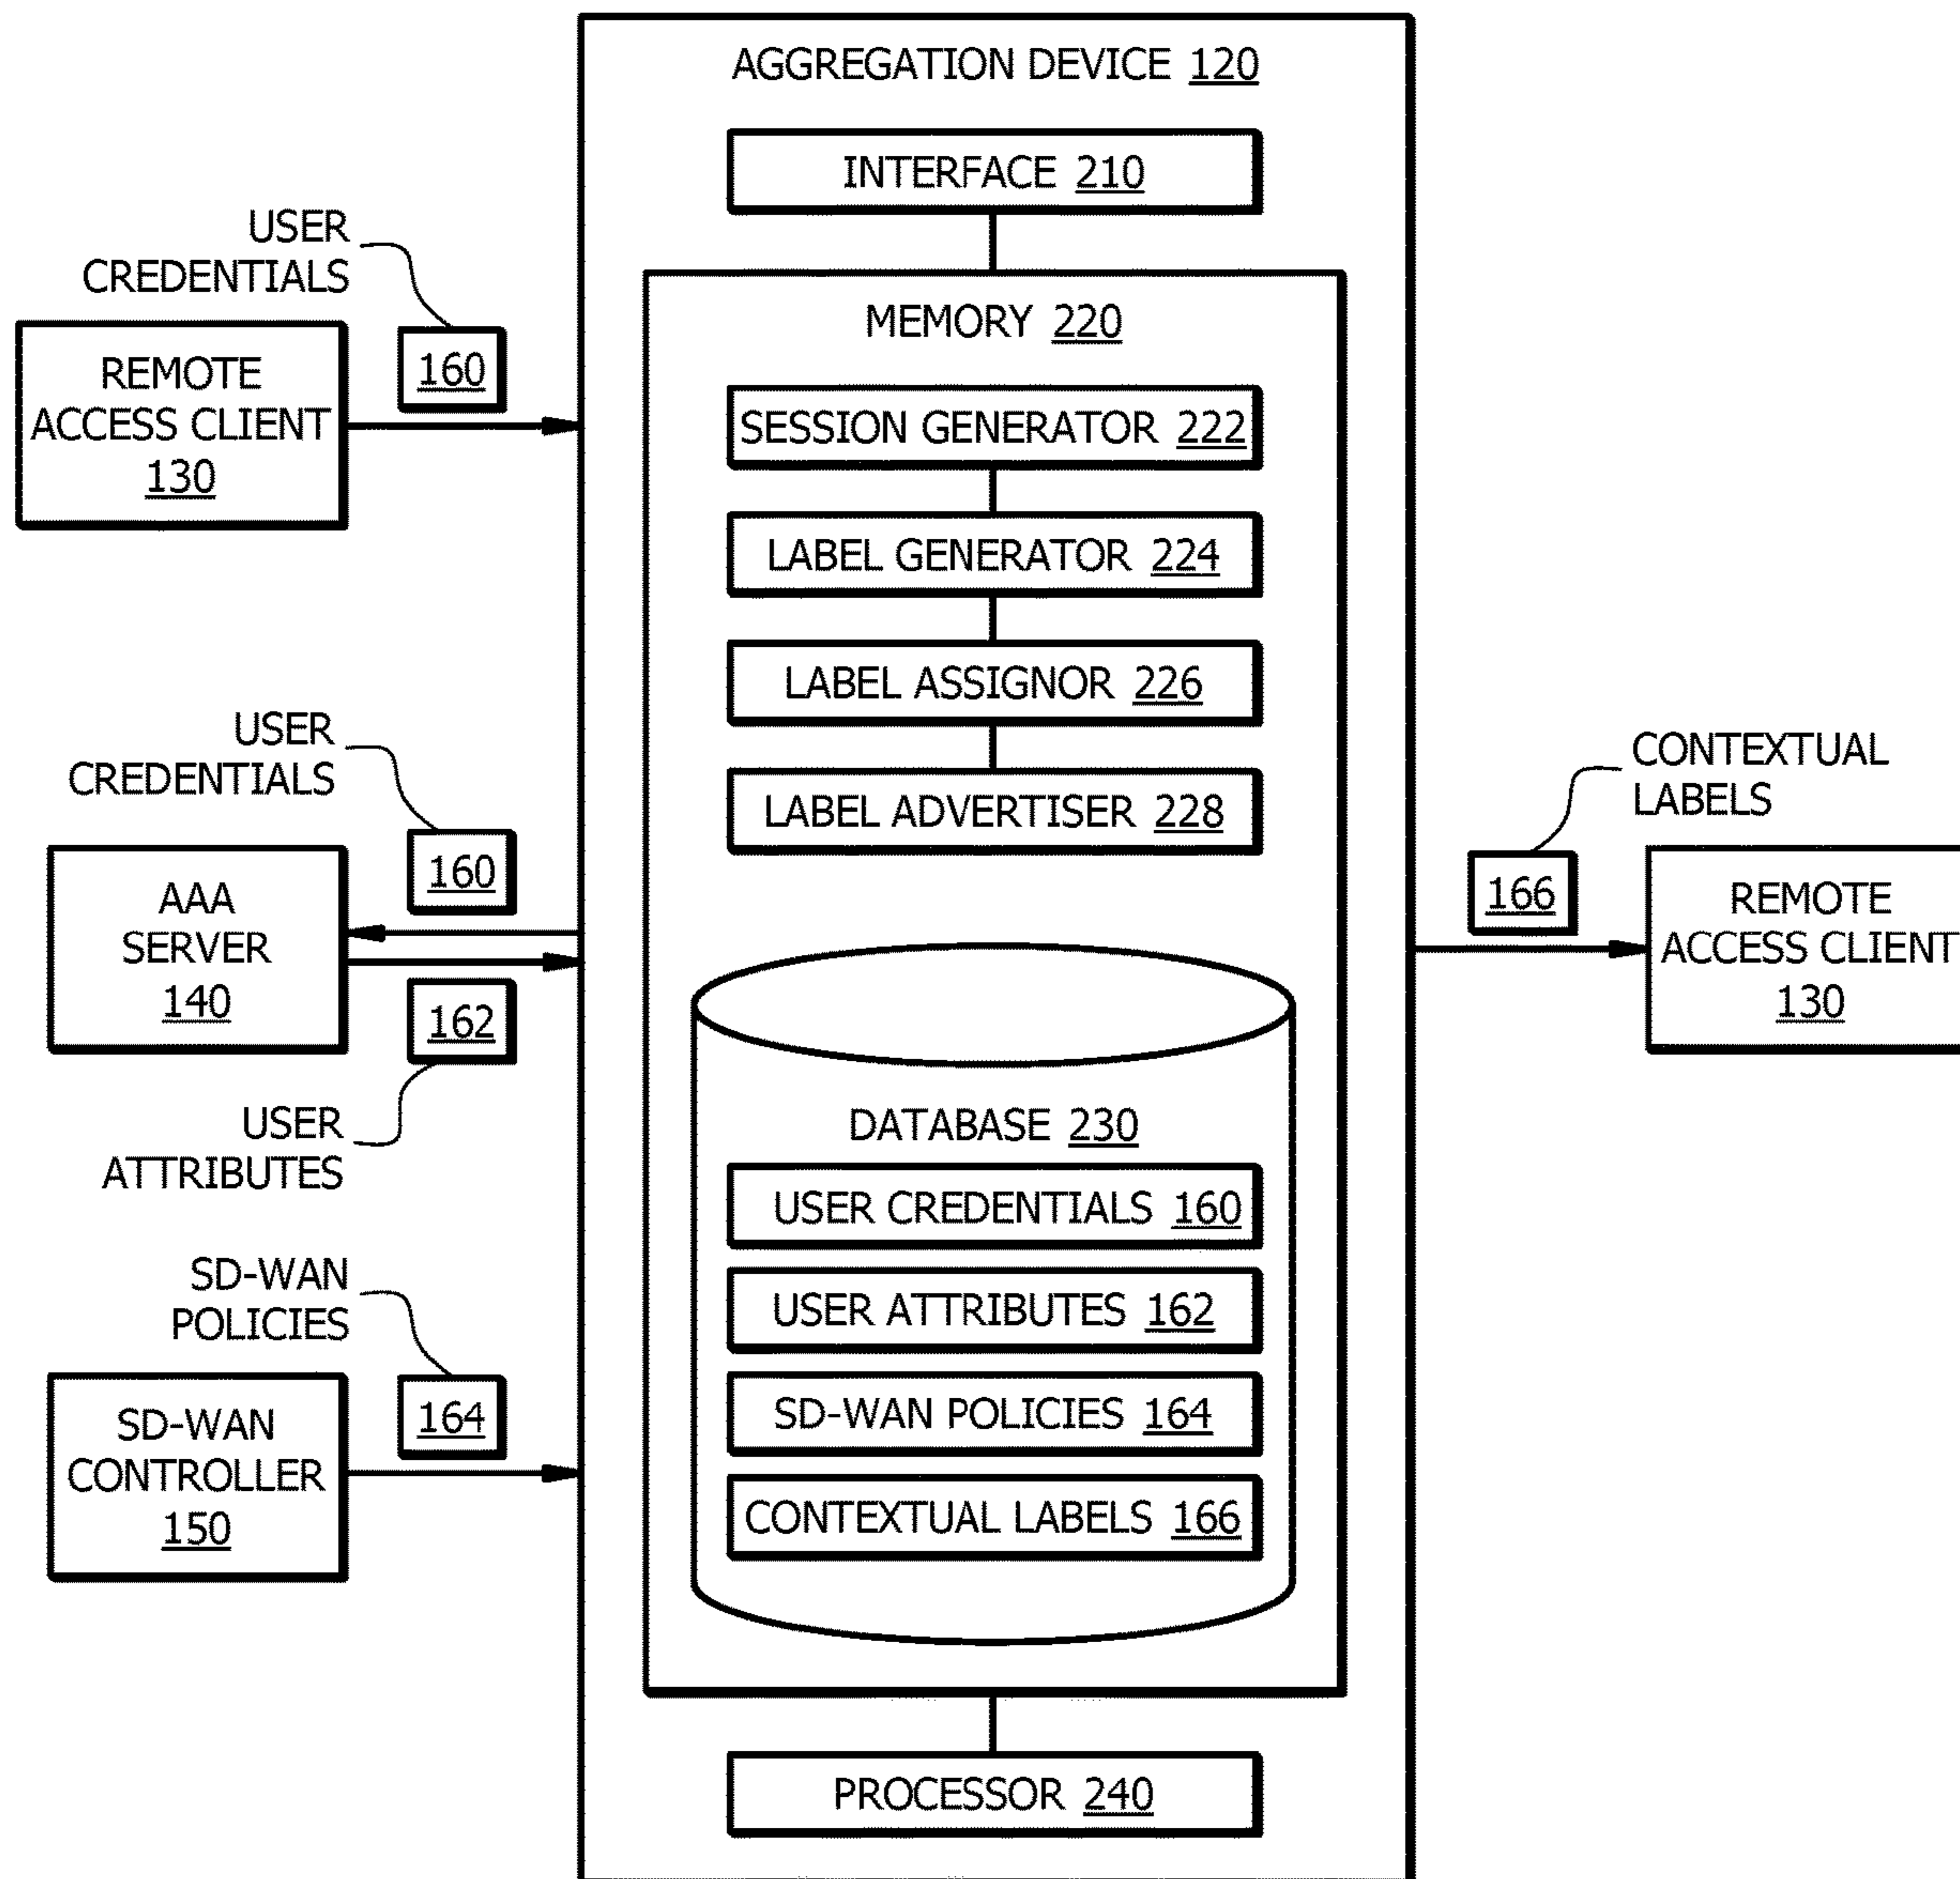 AGGREGATION DEVICE 120
INTERFACE 210
MEMORY 220
SESSION GENERATOR 222
LABEL GENERATOR 224
LABEL ASSIGNOR 226
LABEL ADVERTISER 228
DATABASE 230
USER CREDENTIALS 160
USER ATTRIBUTES 162
SD-WAN POLICIES 164
CONTEXTUAL LABELS 166
PROCESSOR 240
USER
CREDENTIALS
160
REMOTE
ACCESS CLIENT
130
USER
CREDENTIALS
160
AAA
SERVER
140
162
USER
ATTRIBUTES
SD-WAN
POLICIES
164
SD-WAN
CONTROLLER
150
CONTEXTUAL
LABELS
166
REMOTE
ACCESS CLIENT
130